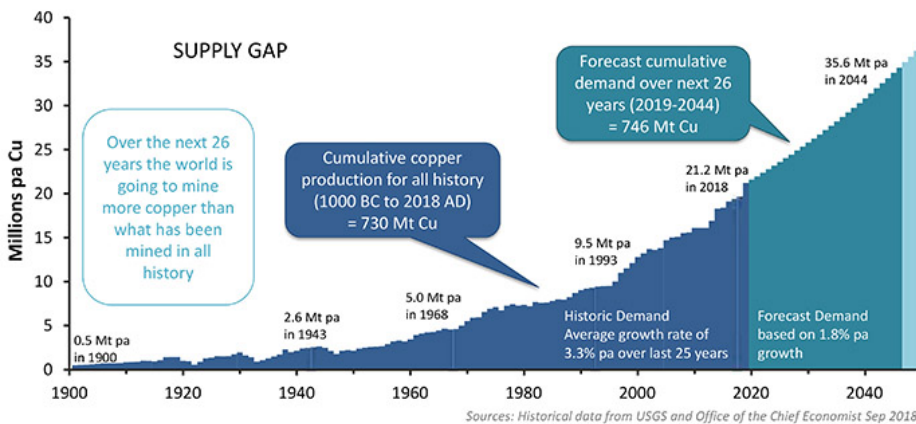 SUPPLY GAP
Millions pa Cu
40
35
30
25
20
15
10
5
0
Over the next 26
years the world is
going to mine
more copper than
what has been
mined in all
history
Cumulative copper
production for all history
(1000 BC to 2018 AD)
= 730 Mt Cu
Forecast cumulative
demand over next 26
years (2019-2044)
= 746 Mt Cu
0.5 Mt pa
in 1900
2.6 Mt pa
in 1943
5.0 Mt pa
in 1968
9.5 Mt pa
in 1993
21.2 Mt pa
in 2018
35.6 Mt pa
in 2044
Historic Demand
Average growth rate of
3.3% pa over last 25 years
Forecast Demand
based on 1.8% pa
growth
1900
1920
1940
1960
1980
2000
2020
2040
Sources: Historical data from USGS and Office of the Chief Economist Sep 2018